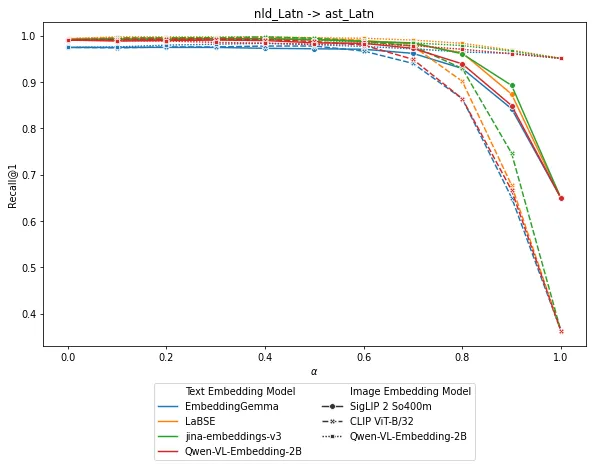 nld_Latn -> ast_Latn
Recall@1
1.0
0.9
0.8
0.7
0.6
0.5
0.4
0.0 0.2 0.4 0.6 0.8 1.0
α
Text Embedding Model Image Embedding Model
EmbeddingGemma SigLIP 2 So400m
LaBSE CLIP ViT-B/32
jina-embeddings-v3 Qwen-VL-Embedding-2B
Qwen-VL-Embedding-2B